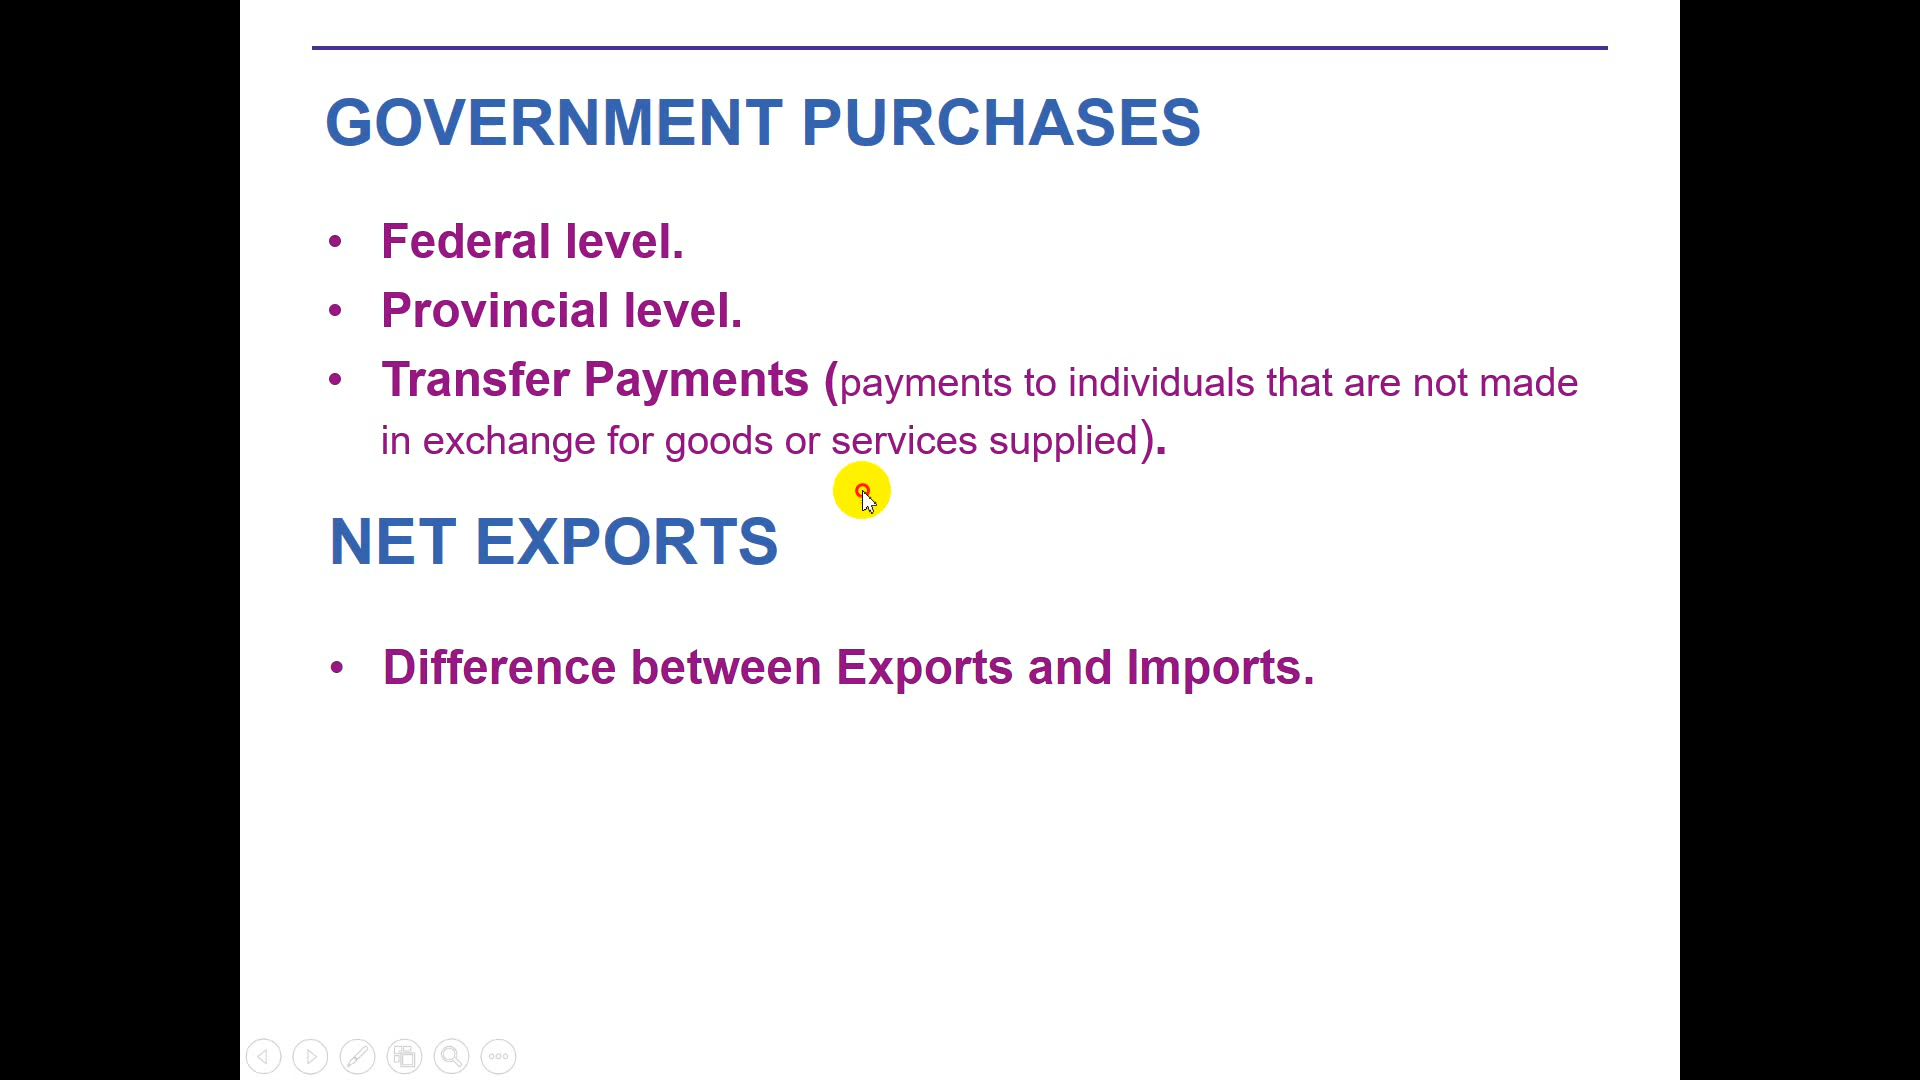 GOVERNMENT PURCHASES
• Federal level.
• Provincial level.
• Transfer Payments (payments to individuals that are not made
in exchange for goods or services supplied).
NET EXPORTS
• Difference between Exports and Imports.